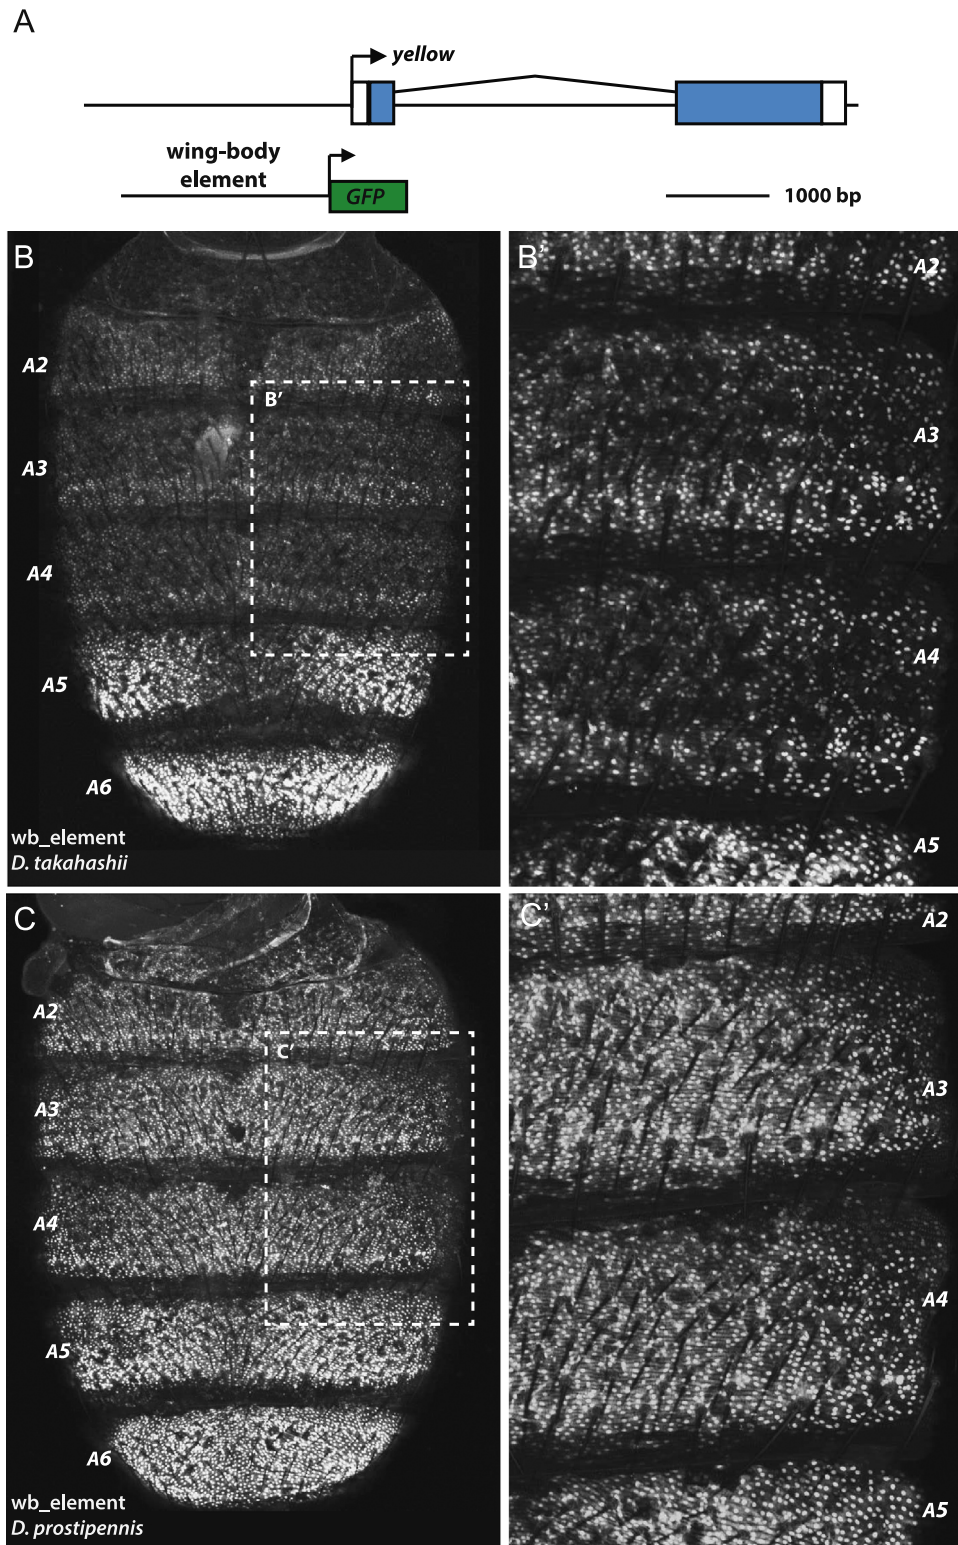 A
yellow
wing-body
element
GFP
1000 bp
B
A2
B'
A3
A4
A5
A6
wb_element
D. takahashii
B'
A2
A3
A4
A5
C
A2
C'
A3
A4
A5
A6
wb_element
D. prostipennis
C'
A2
A3
A4
A5